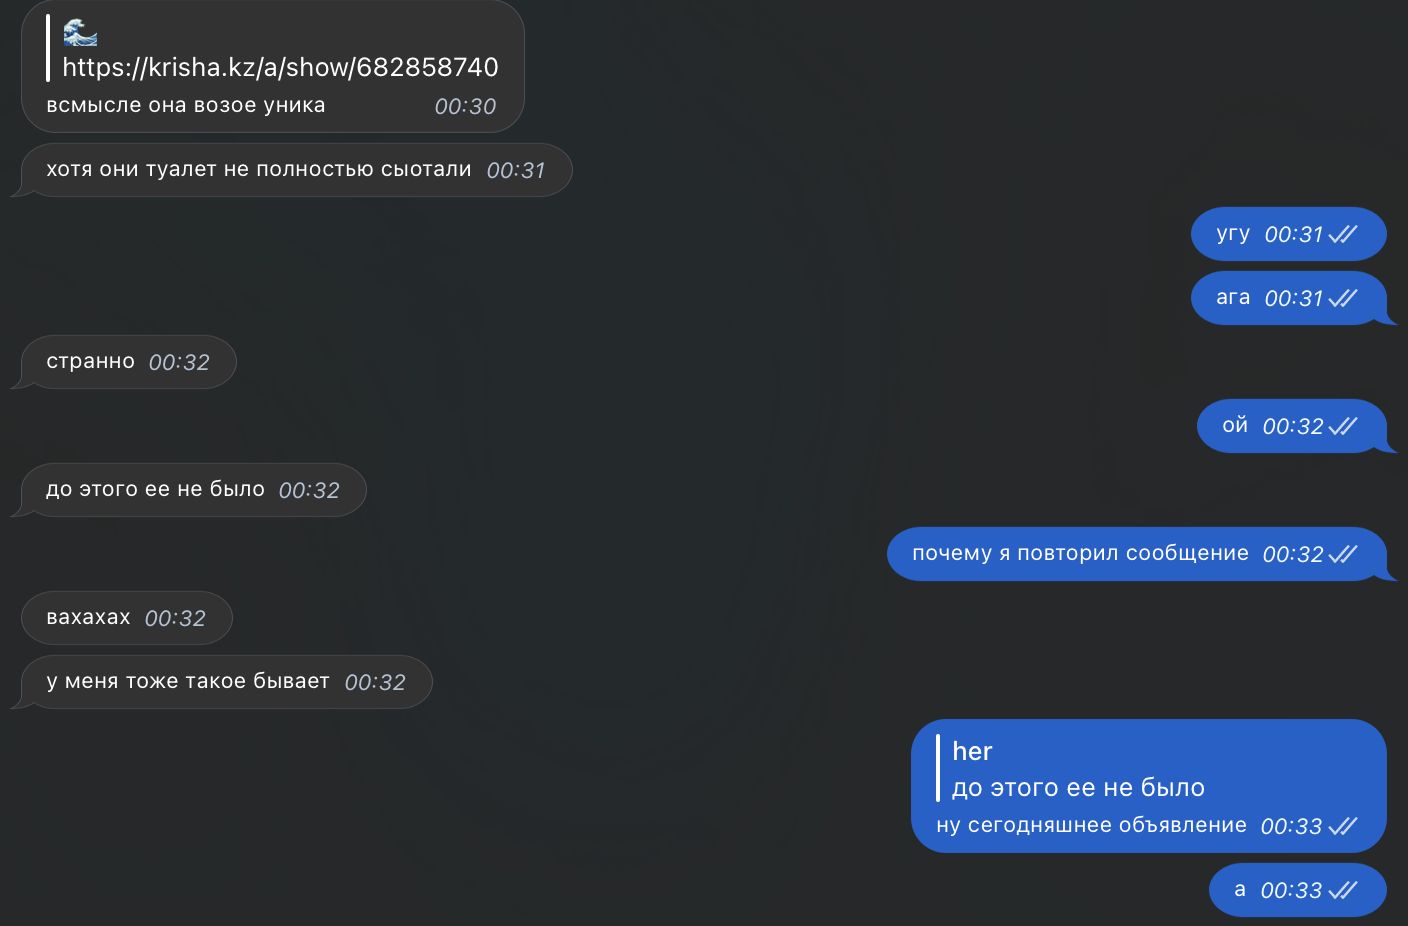 🌊
https://krisha.kz/a/show/682858740
всмысле она возое уника 00:30
хотя они туалет не полностью сыотали 00:31
угу 00:31
ага 00:31
странно 00:32
ой 00:32
до этого ее не было 00:32
почему я повторил сообщение 00:32
вахахах 00:32
у меня тоже такое бывает 00:32
her
до этого ее не было
ну сегодняшнее объявление 00:33
а 00:33